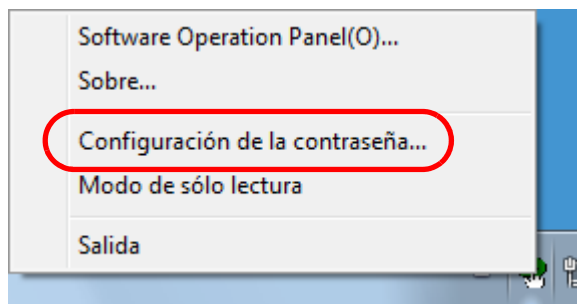 Software Operation Panel(O)...
Sobre...
Configuración de la contraseña...
Modo de sólo lectura
Salida